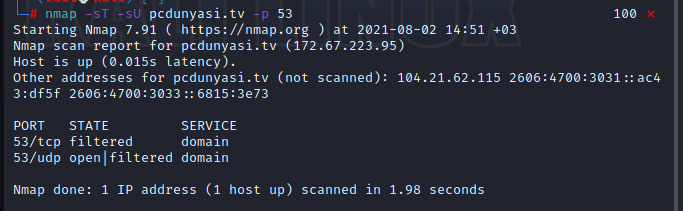 # nmap -sT -sU pcdunyasi.tv -p 53 100 ✗
Starting Nmap 7.91 ( https://nmap.org ) at 2021-08-02 14:51 +03
Nmap scan report for pcdunyasi.tv (172.67.223.95)
Host is up (0.015s latency).
Other addresses for pcdunyasi.tv (not scanned): 104.21.62.115 2606:4700:3031::ac4
3:df5f 2606:4700:3033::6815:3e73
PORT STATE SERVICE
53/tcp filtered domain
53/udp open|filtered domain
Nmap done: 1 IP address (1 host up) scanned in 1.98 seconds